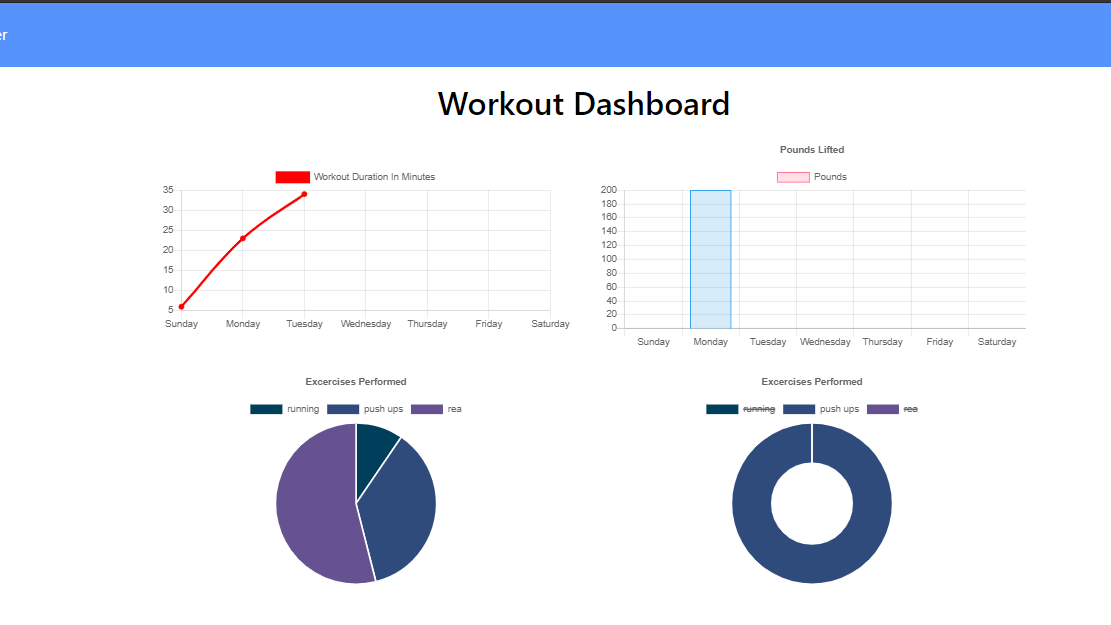 er
Workout Dashboard
Workout Duration In Minutes
35
30
25
20
15
10
5
Sunday Monday Tuesday Wednesday Thursday Friday Saturday
Pounds Lifted
Pounds
200
180
160
140
120
100
80
60
40
20
0
Sunday Monday Tuesday Wednesday Thursday Friday Saturday
Excercises Performed
running push ups rea
Excercises Performed
running push ups rea